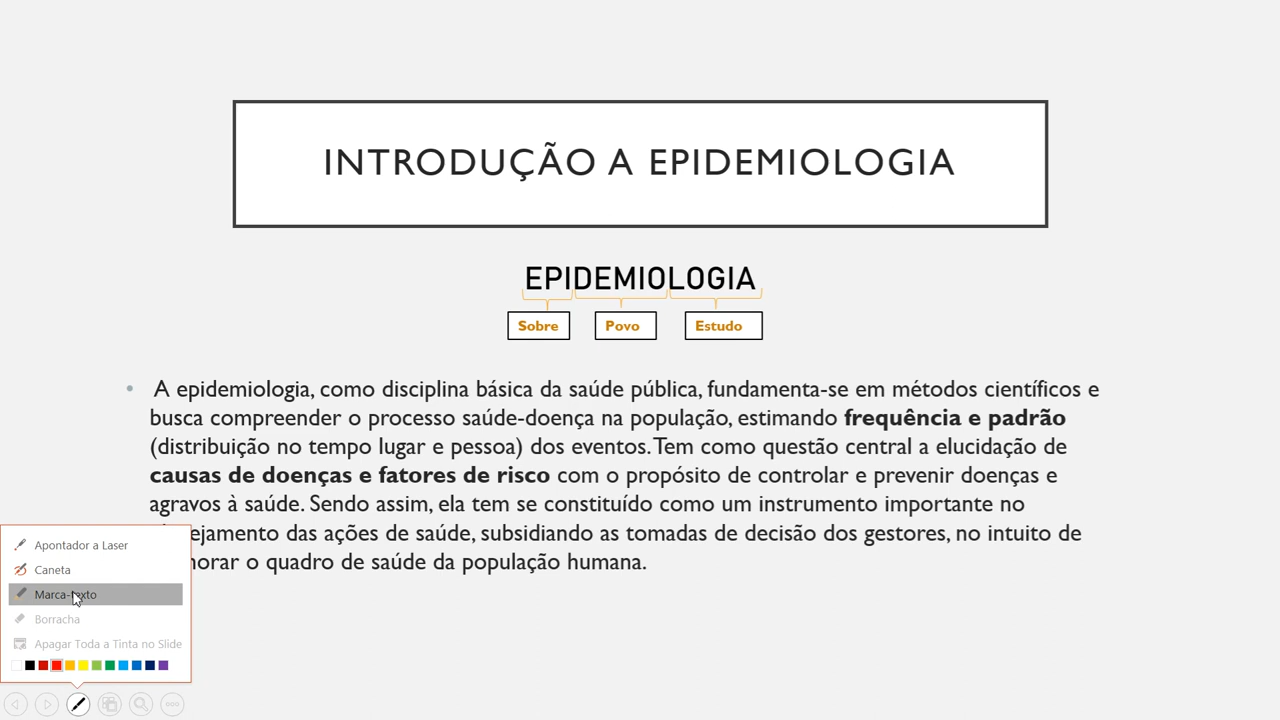 INTRODUÇÃO A EPIDEMIOLOGIA
EPIDEMIOLOGIA
Sobre Povo Estudo
• A epidemiologia, como disciplina básica da saúde pública, fundamenta-se em métodos científicos e
busca compreender o processo saúde-doença na população, estimando frequência e padrão
(distribuição no tempo lugar e pessoa) dos eventos. Tem como questão central a elucidação de
causas de doenças e fatores de risco com o propósito de controlar e prevenir doenças e
agravos à saúde. Sendo assim, ela tem se constituído como um instrumento importante no
ejamento das ações de saúde, subsidiando as tomadas de decisão dos gestores, no intuito de
horar o quadro de saúde da população humana.
Apontador a Laser
Caneta
Marca-texto
Borracha
Apagar Toda a Tinta no Slide